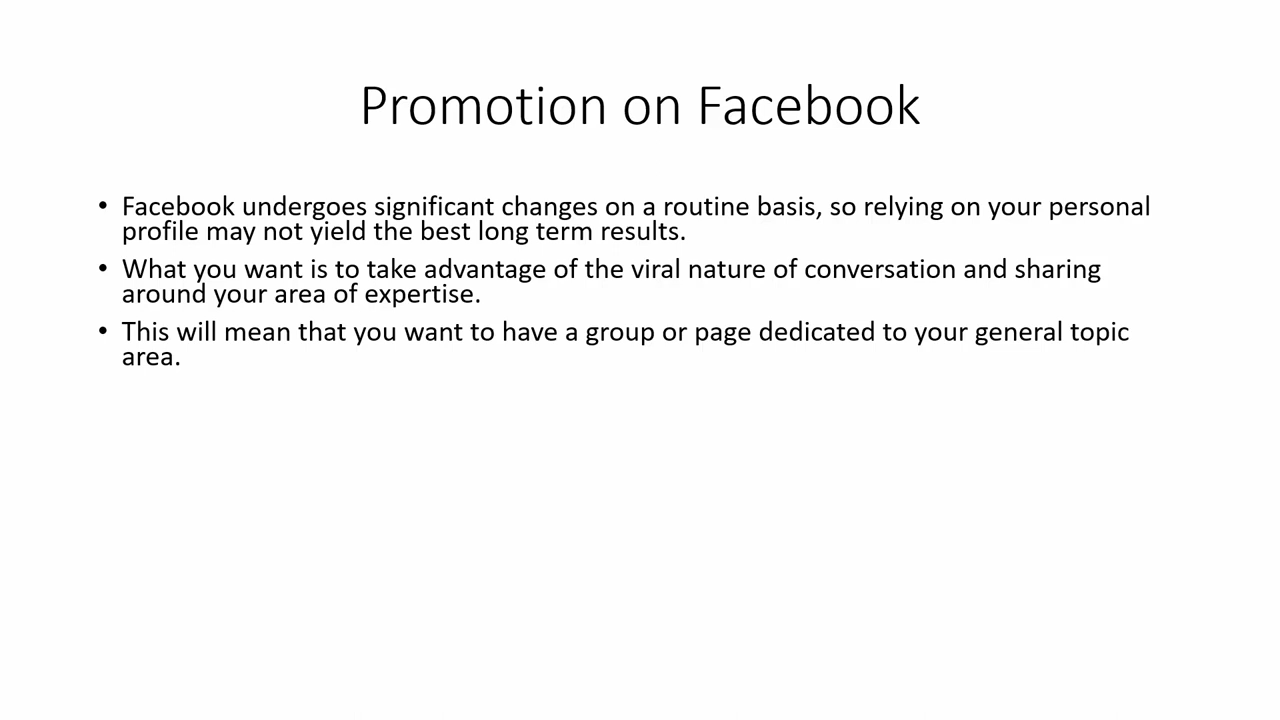 Promotion on Facebook
• Facebook undergoes significant changes on a routine basis, so relying on your personal
profile may not yield the best long term results.
• What you want is to take advantage of the viral nature of conversation and sharing
around your area of expertise.
• This will mean that you want to have a group or page dedicated to your general topic
area.